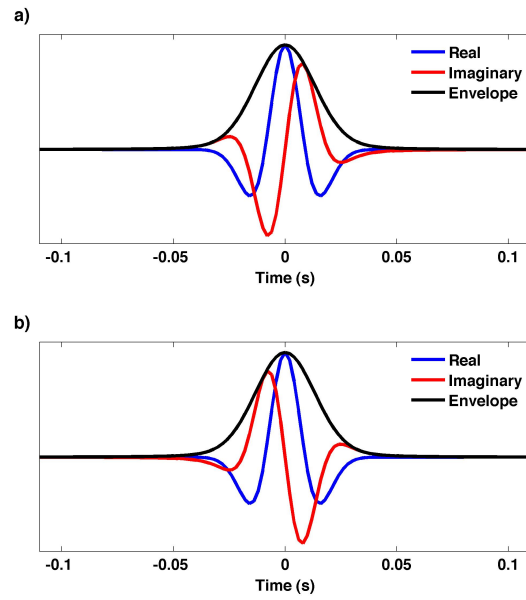 a)
Real
Imaginary
Envelope
-0.1 -0.05 0 0.05 0.1
Time (s)
b)
Real
Imaginary
Envelope
-0.1 -0.05 0 0.05 0.1
Time (s)